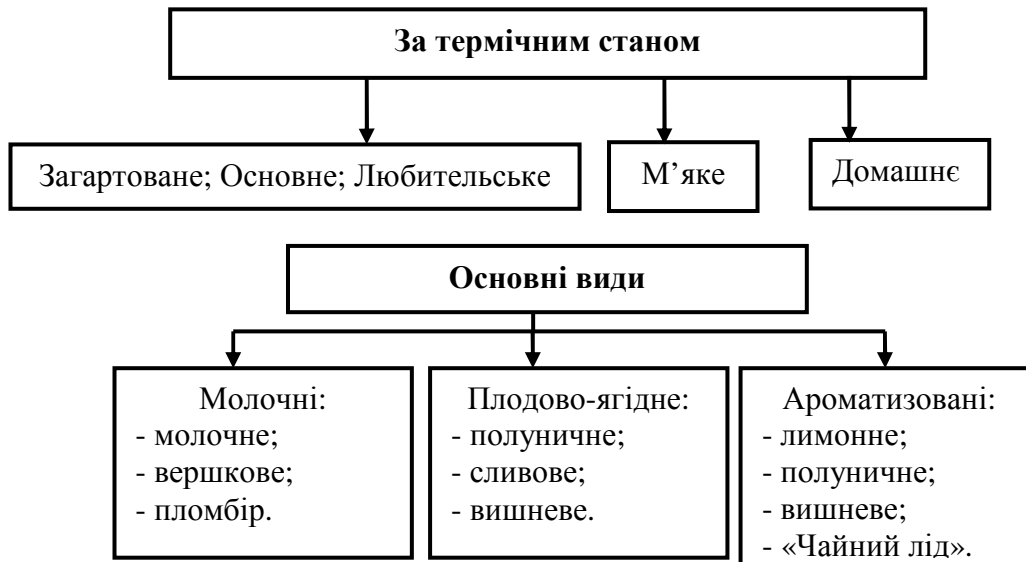 За термічним станом
Загартоване; Основне; Любительське
М’яке
Домашнє
Основні види
Молочні:
- молочне;
- вершкове;
- пломбір.
Плодово-ягідне:
- полуничне;
- сливове;
- вишневе.
Ароматизовані:
- лимонне;
- полуничне;
- вишневе;
- «Чайний лід».